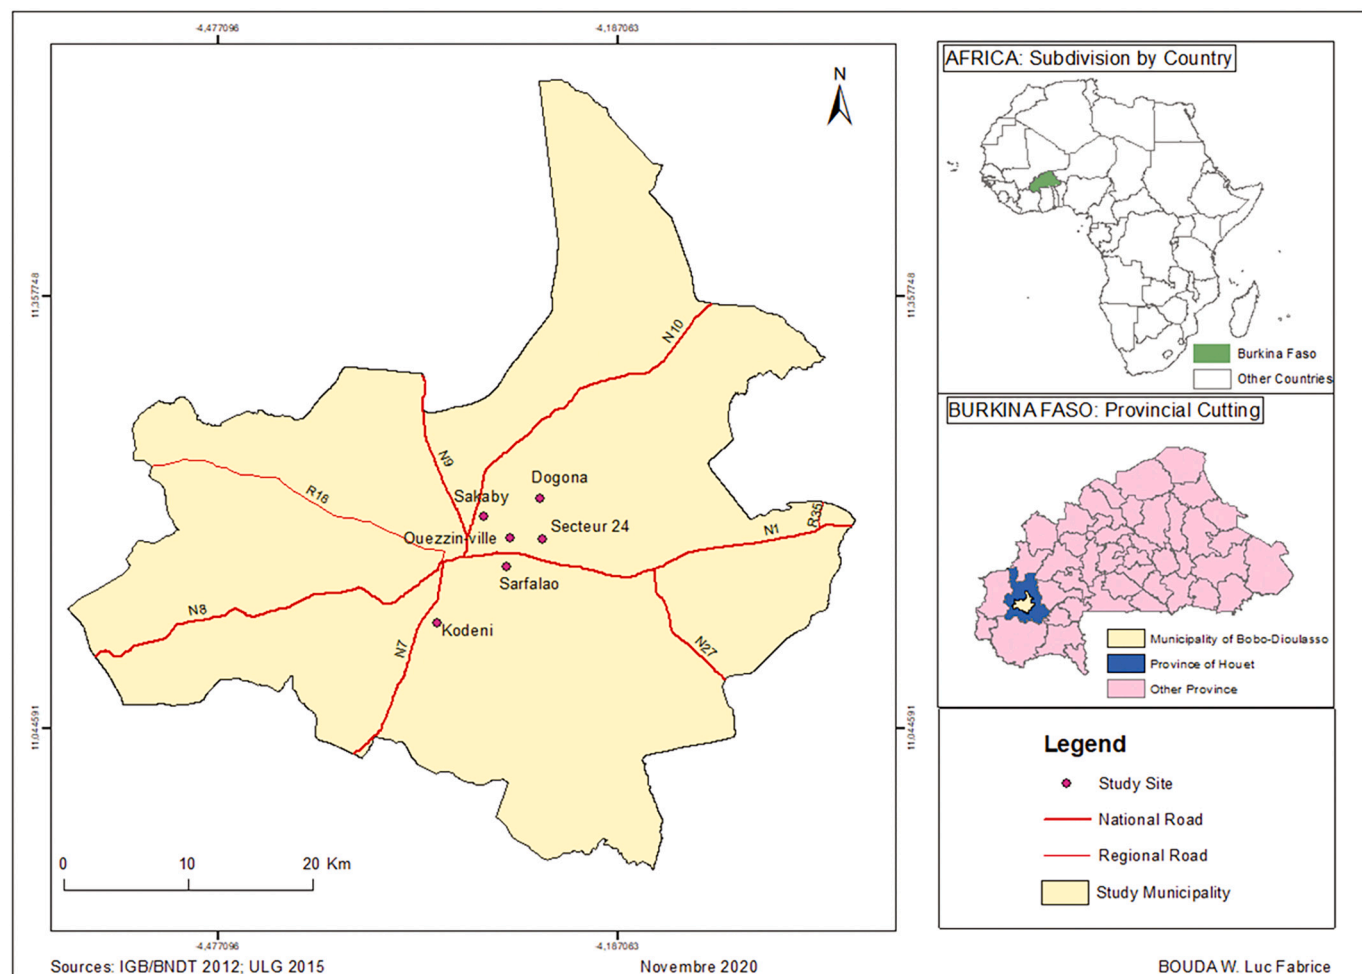 -4,477096
-4,187063
N
11,357748
11,357748
N10
N9
R18
Dogona
Sakaby
Secteur 24
Ouezzin-ville
N1
R35
Sarfalao
N8
Kodeni
N7
N27
11,044591
11,044591
0 10 20 Km
-4,477096
-4,187063
AFRICA: Subdivision by Country
Burkina Faso
Other Countries
BURKINA FASO: Provincial Cutting
Municipality of Bobo-Dioulasso
Province of Houet
Other Province
Legend
Study Site
National Road
Regional Road
Study Municipality
Sources: IGB/BNDT 2012; ULG 2015
Novembre 2020
BOUDA W. Luc Fabrice